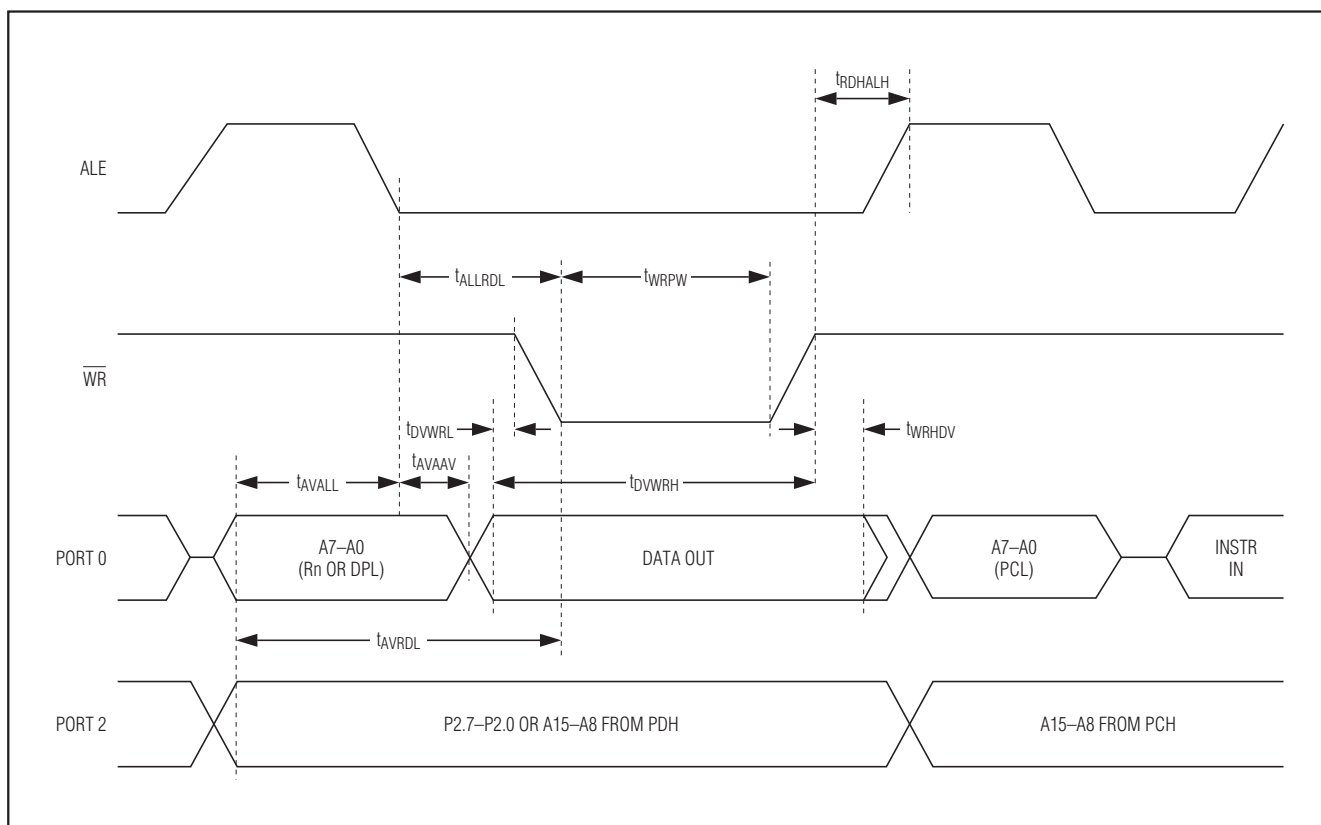 tRDHALH
ALE
tALLRDL
tWRPW
WR
tDVWRL
tWRHDV
tAVAAV
tAVALL
tDVWRH
PORT 0
A7–A0
(Rn OR DPL)
DATA OUT
A7–A0
(PCL)
INSTR
IN
tAVRDL
PORT 2
P2.7–P2.0 OR A15–A8 FROM PDH
A15–A8 FROM PCH